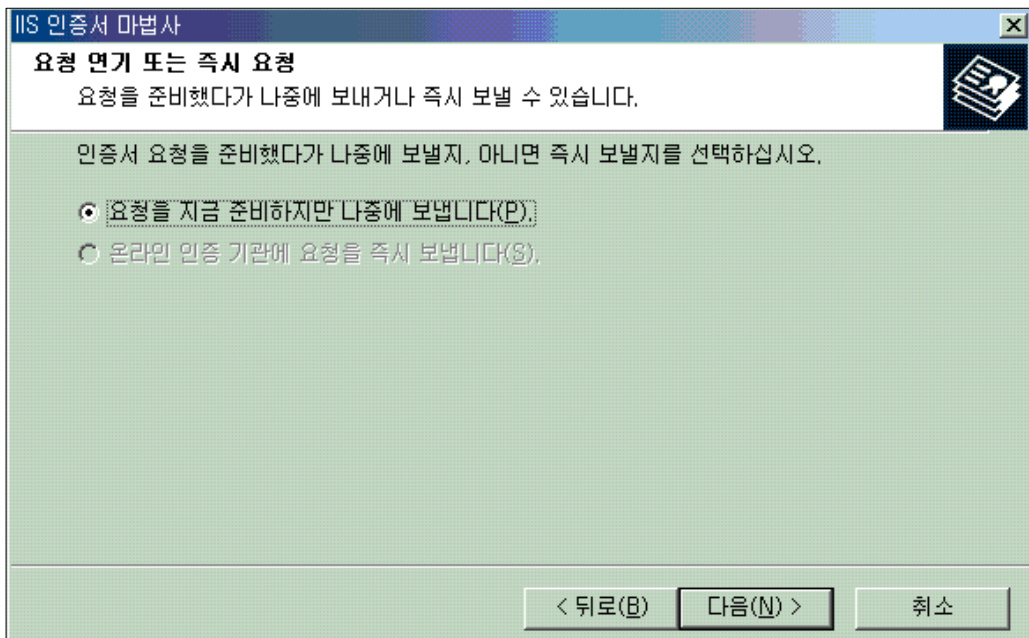 IIS 인증서 마법사
요청 연기 또는 즉시 요청
요청을 준비했다가 나중에 보내거나 즉시 보낼 수 있습니다.
인증서 요청을 준비했다가 나중에 보낼지, 아니면 즉시 보낼지를 선택하십시오.
요청을 지금 준비하지만 나중에 보냅니다(P).
온라인 인증 기관에 요청을 즉시 보냅니다(S).
< 뒤로(B) 다음(N) > 취소